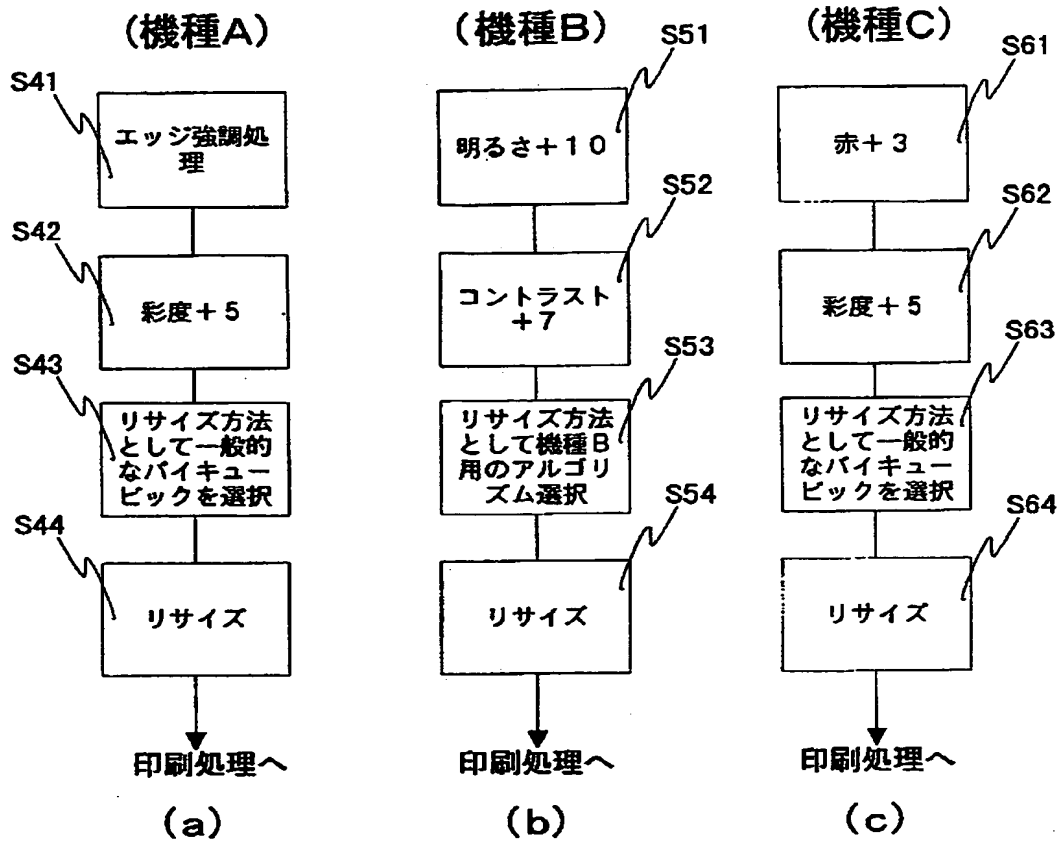 （機種A）
S41
エッジ強調処
理
S42
彩度＋５
S43
リサイズ方法
として一般的
なバイキュー
ビックを選択
S44
リサイズ
印刷処理へ
（a）
（機種B）
S51
明るさ＋１０
S52
コントラスト
＋７
S53
リサイズ方法
として機種B
用のアルゴリ
ズム選択
S54
リサイズ
印刷処理へ
（b）
（機種C）
S61
赤＋３
S62
彩度＋５
S63
リサイズ方法
として一般的
なバイキュー
ビックを選択
S64
リサイズ
印刷処理へ
（c）